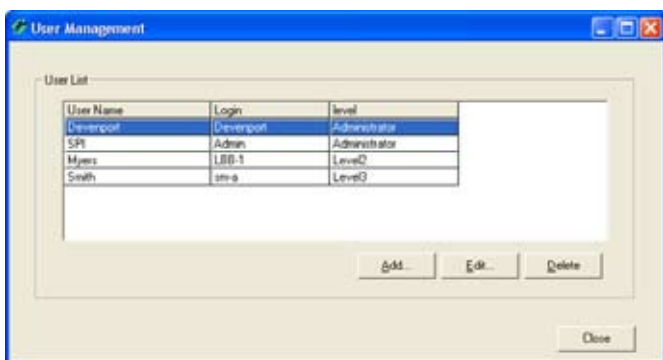 User Management
User List
User Name Login level
Devenport Devenport Administrator
SPI Admin Administrator
Myers LBB-1 Level2
Smith sm-a Level3
Add... Edit... Delete
Close